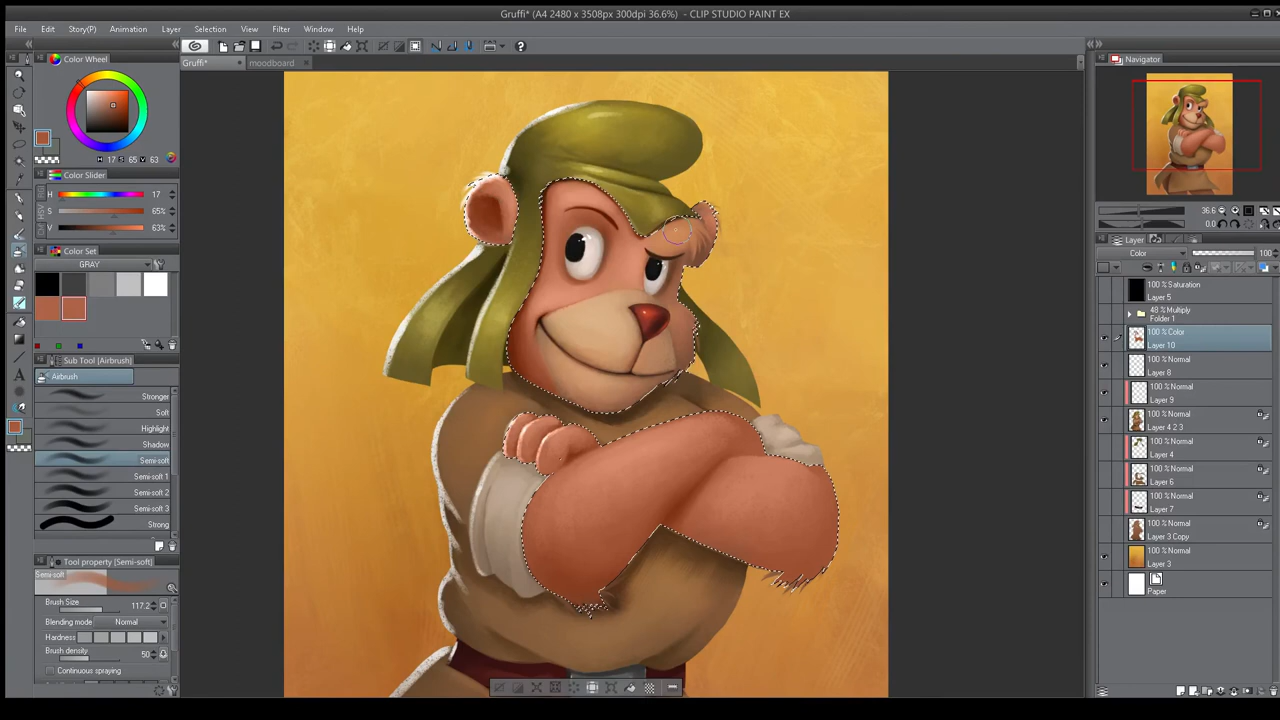 Gruffi* (A4 2480 x 3508px 300dpi 36.6%) - CLIP STUDIO PAINT EX
File Edit Story(P) Animation Layer Selection View Filter Window Help
Color Wheel
Gruffi*
moodboard
Navigator
H 17 S 65 V 63
Color Slider
H 17
S 65%
V 63%
36.6
Color Set
GRAY
Layer
Color 100
100 % Saturation
Layer 5
48 % Multiply
Folder 1
100 % Color
Layer 10
100 % Normal
Layer 8
100 % Normal
Layer 9
100 % Normal
Layer 4 2 3
100 % Normal
Layer 4
100 % Normal
Layer 6
100 % Normal
Layer 7
100 % Normal
Layer 3 Copy
100 % Normal
Layer 3
Paper
Sub Tool [Airbrush]
Airbrush
Stronger
Soft
Highlight
Shadow
Semi-soft
Semi-soft 1
Semi-soft 2
Semi-soft 3
Strong
Tool property [Semi-soft]
Semi-soft
Brush Size 117.2
Blending mode Normal
Hardness
Brush density 50
Continuous spraying